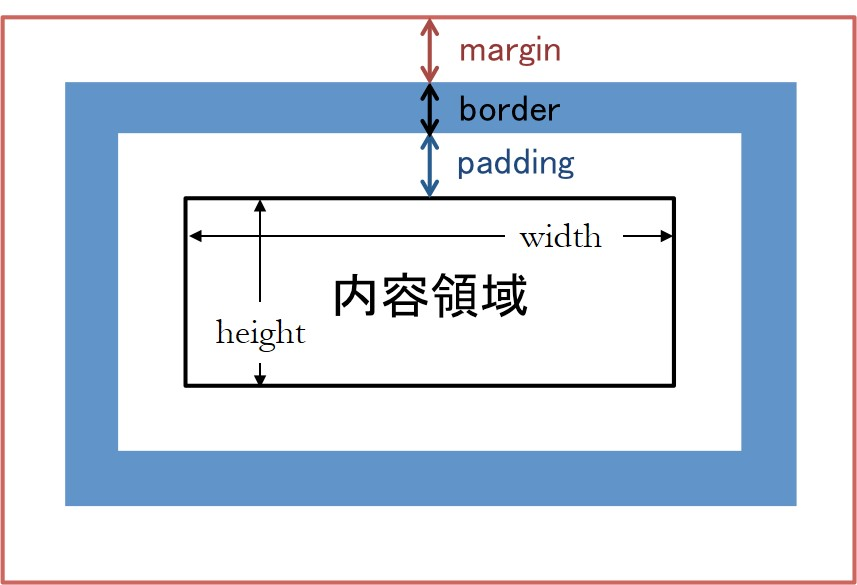 margin
border
padding
width
内容領域
height